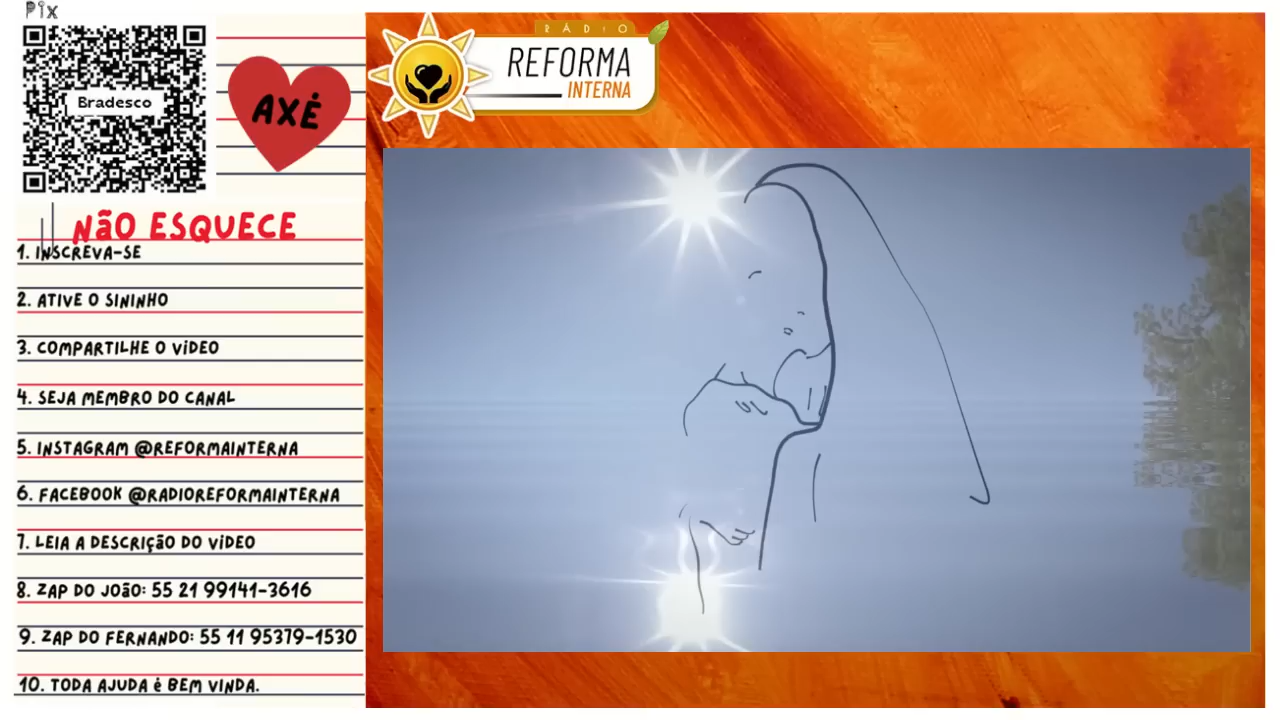 Pix
Bradesco
AXÉ
NÃO ESQUECE
1. INSCREVA-SE
2. ATIVE O SININHO
3. COMPARTILHE O VÍDEO
4. SEJA MEMBRO DO CANAL
5. INSTAGRAM @REFORMAINTERNA
6. FACEBOOK @RADIOREFORMAINTERNA
7. LEIA A DESCRIÇÃO DO VÍDEO
8. ZAP DO JOÃO: 55 21 99141-3616
9. ZAP DO FERNANDO: 55 11 95379-1530
10. TODA AJUDA É BEM VINDA.
RÁDIO
REFORMA
INTERNA